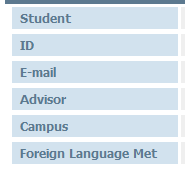 Student
ID
E-mail
Advisor
Campus
Foreign Language Met